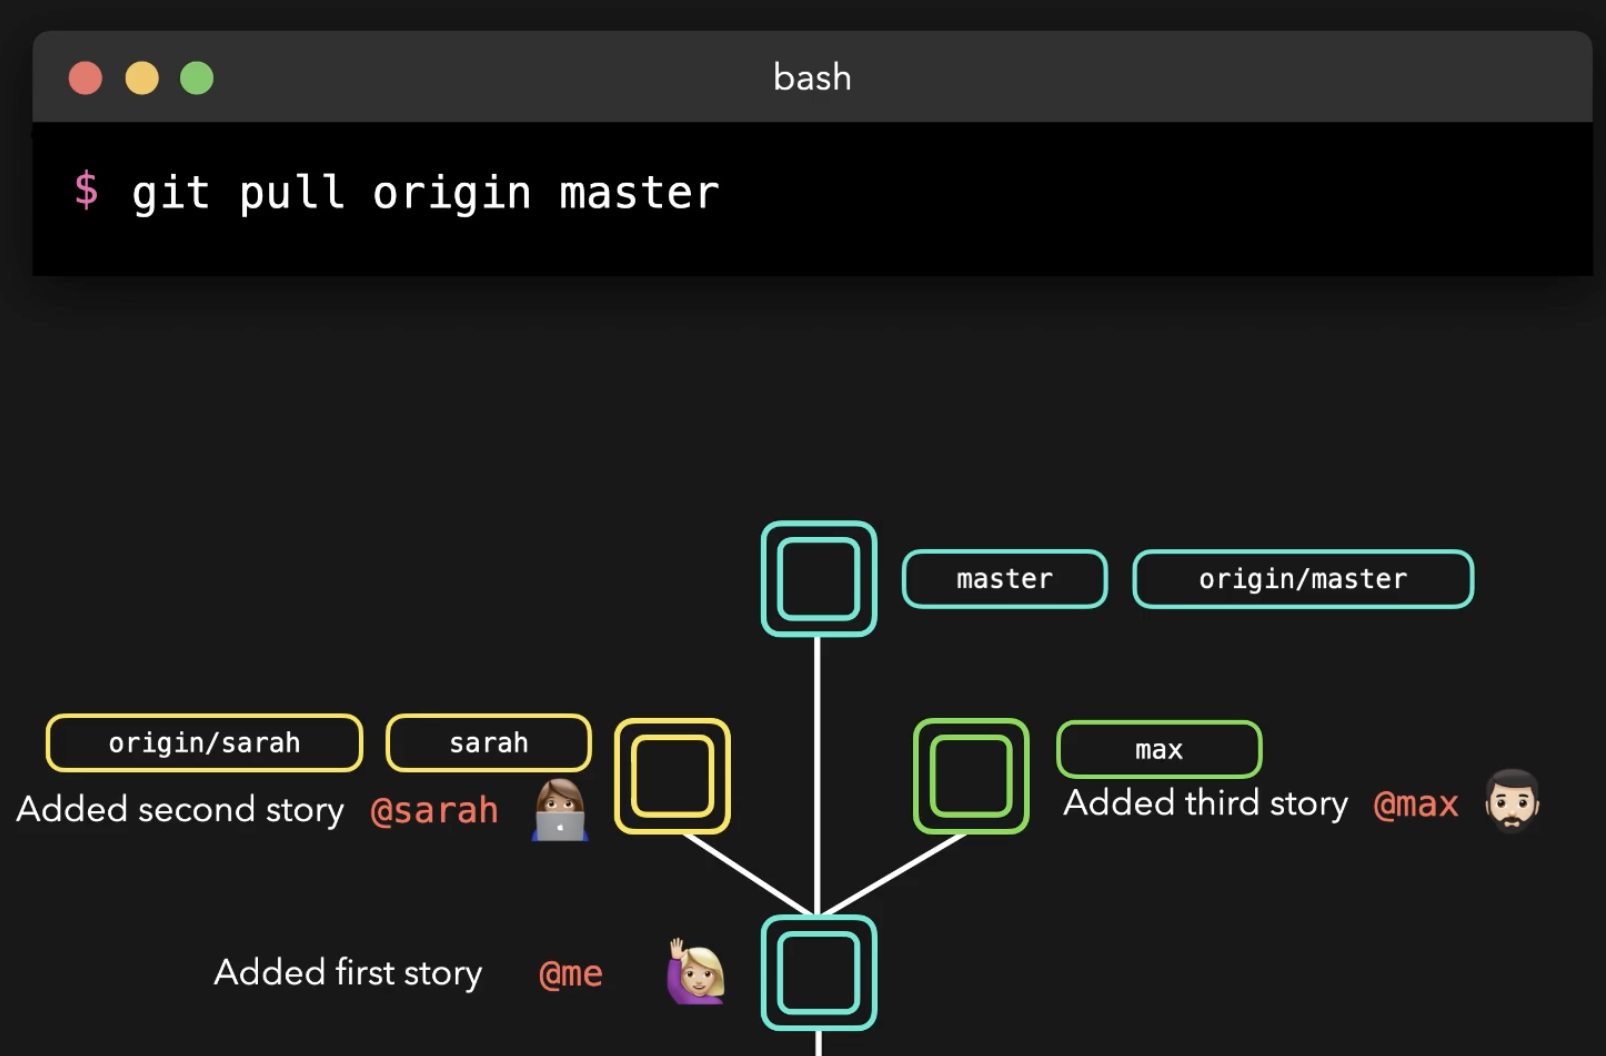 bash
$ git pull origin master
master origin/master
origin/sarah sarah
max
Added second story @sarah
Added third story @max
Added first story @me